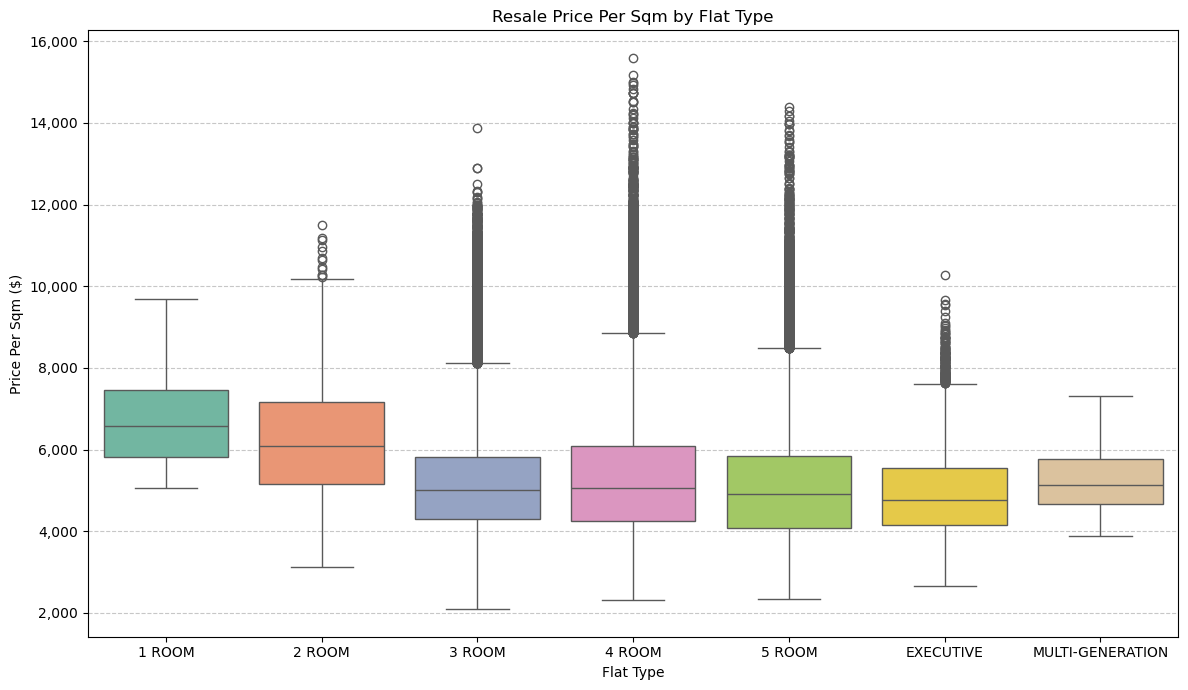 Resale Price Per Sqm by Flat Type
Price Per Sqm ($)
16,000
14,000
12,000
10,000
8,000
6,000
4,000
2,000
1 ROOM
2 ROOM
3 ROOM
4 ROOM
5 ROOM
EXECUTIVE
MULTI-GENERATION
Flat Type